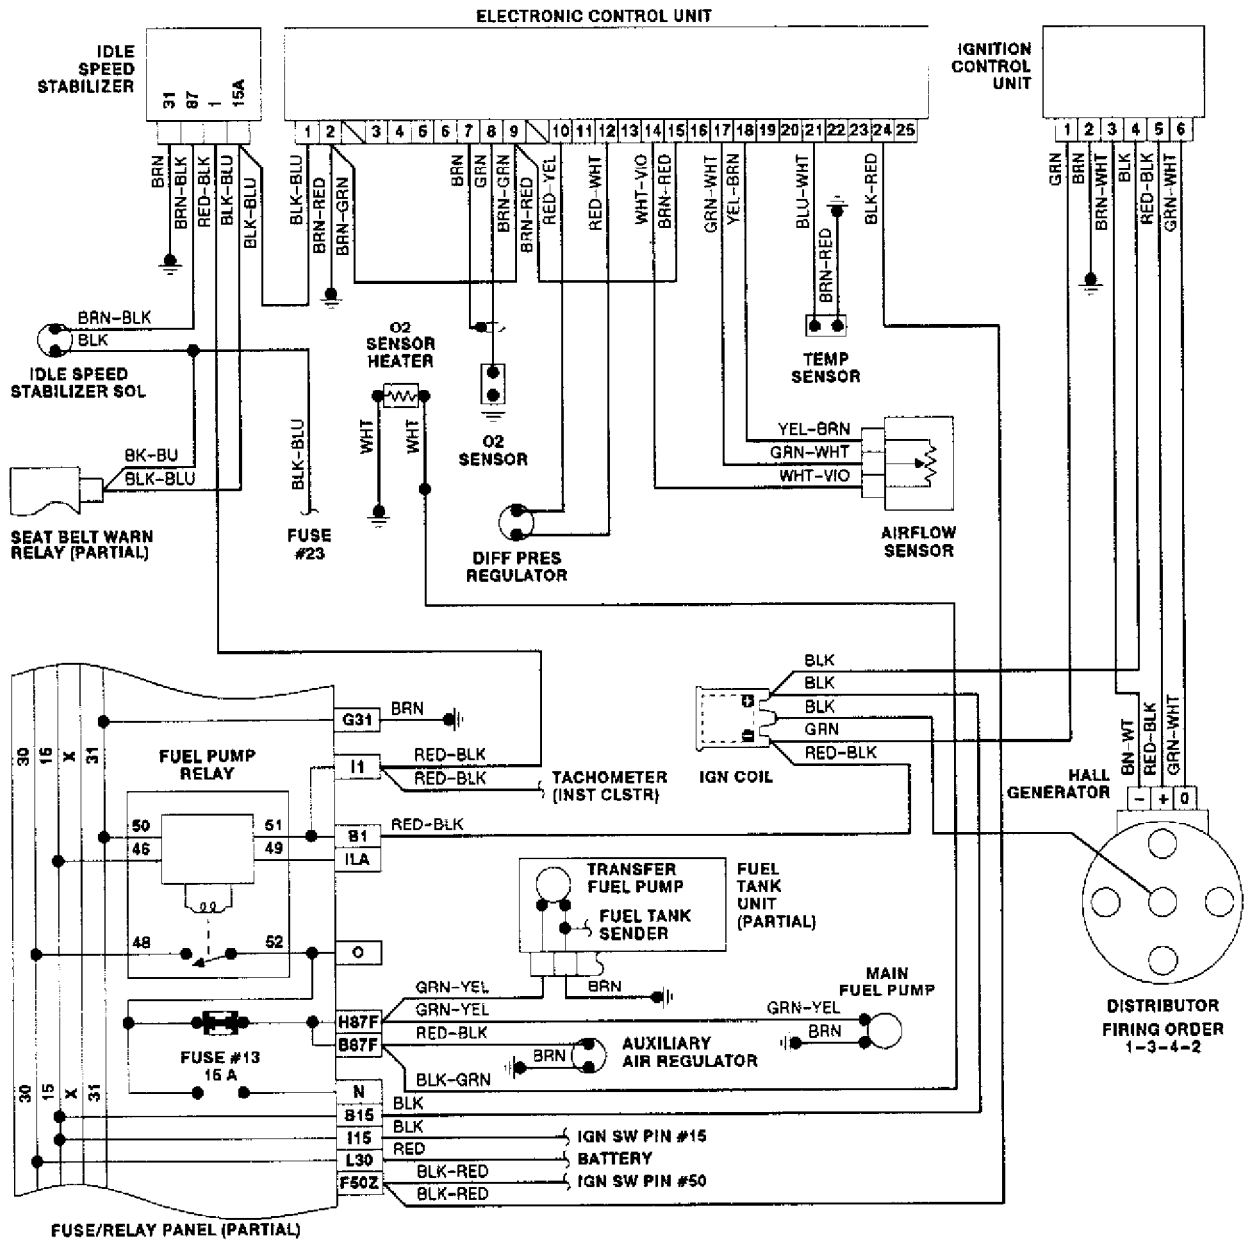 ELECTRONIC CONTROL UNIT
IDLE
SPEED
STABILIZER
IGNITION
CONTROL
UNIT
31
87
1
15A
1 2 3 4 5 6 7 8 9 10 11 12 13 14 15 16 17 18 19 20 21 22 23 24 25
1 2 3 4 5 6
BRN
BRN-BLK
RED-BLK
BLK-BLU
BLK-BLU
BLK-BLU
BRN-RED
BRN-GRN
BRN
GRN
BRN-GRN
BRN-RED
RED-YEL
RED-WHT
WHT-VIO
BRN-RED
GRN-WHT
YEL-BRN
BLU-WHT
BRN-RED
BLK-RED
GRN
BRN
BRN-WHT
BLK
RED-BLK
GRN-WHT
BRN-BLK
BLK
IDLE SPEED
STABILIZER SOL
O2
SENSOR
HEATER
TEMP
SENSOR
WHT
WHT
BLK-BLU
O2
SENSOR
BK-BU
BLK-BLU
SEAT BELT WARN
RELAY (PARTIAL)
FUSE
#23
DIFF PRES
REGULATOR
YEL-BRN
GRN-WHT
WHT-VIO
AIRFLOW
SENSOR
30
15
X
31
G31
BRN
FUEL PUMP
RELAY
I1
RED-BLK
RED-BLK
TACHOMETER
(INST CLSTR)
50
51
46
49
B1
RED-BLK
ILA
48
52
O
BLK
BLK
BLK
GRN
RED-BLK
IGN COIL
BN-WT
RED-BLK
GRN-WHT
HALL
GENERATOR
- + 0
TRANSFER
FUEL PUMP
FUEL TANK
SENDER
FUEL
TANK
UNIT
(PARTIAL)
GRN-YEL
BRN
H87F
GRN-YEL
GRN-YEL
MAIN
FUEL PUMP
BRN
B87F
RED-BLK
BRN
AUXILIARY
AIR REGULATOR
FUSE #13
16 A
BLK-GRN
DISTRIBUTOR
FIRING ORDER
1-3-4-2
30
15
X
31
N
B15
BLK
I15
BLK
IGN SW PIN #15
L30
RED
BATTERY
F50Z
BLK-RED
IGN SW PIN #50
BLK-RED
FUSE/RELAY PANEL (PARTIAL)